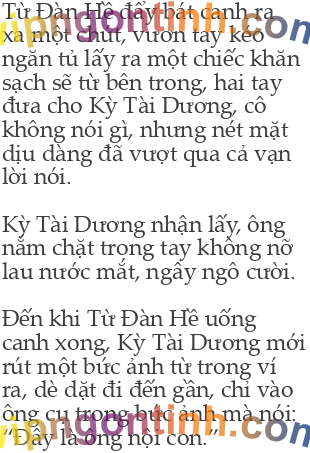 Từ Đàn Hề đẩy bát canh ra
xa một chút, vươn tay kéo
ngăn tủ lấy ra một chiếc khăn
sạch sẽ từ bên trong, hai tay
đưa cho Kỳ Tài Dương, cô
không nói gì, nhưng nét mặt
dịu dàng đã vượt qua cả vạn
lời nói.
Kỳ Tài Dương nhận lấy, ông
nắm chặt trong tay không nỡ
lau nước mắt, ngây ngô cười.
Đến khi Từ Đàn Hề uống
canh xong, Kỳ Tài Dương mới
rút một bức ảnh từ trong ví
ra, dè dặt đi đến gần, chỉ vào
ông cụ trong bức ảnh mà nói:
“Đây là ông nội con.”
vipngontinh.com
vipngontinh.com